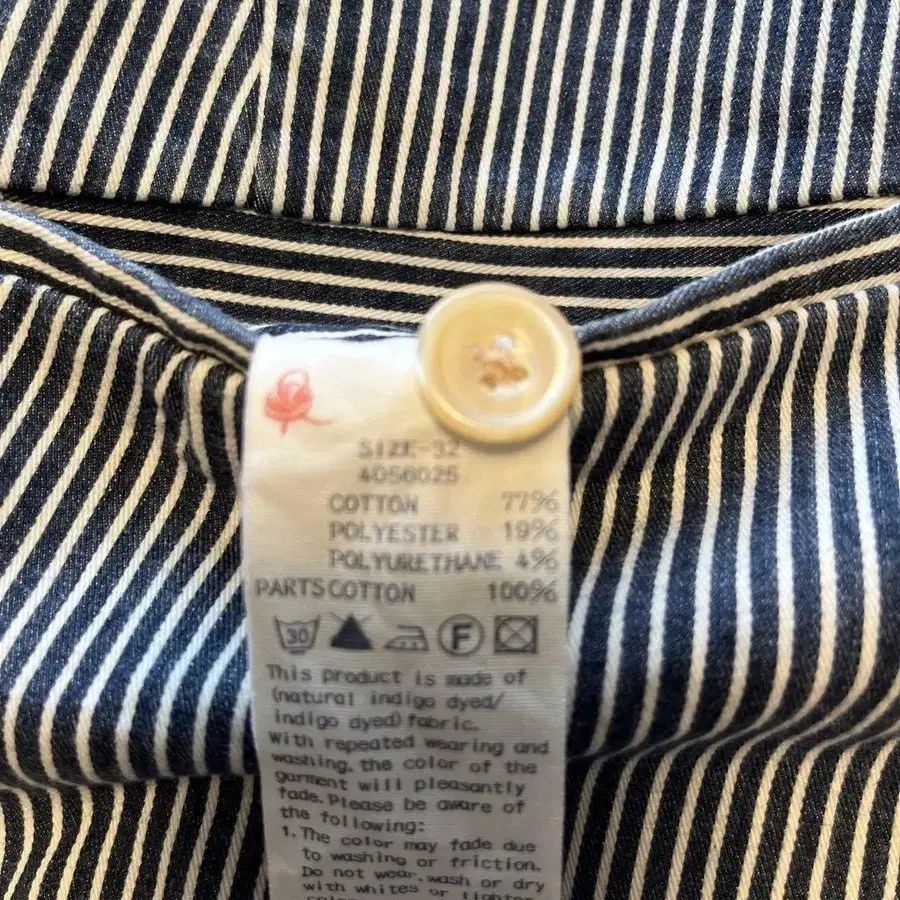 SIZE-32
4056025
COTTON 77%
POLYESTER 19%
POLYURETHANE 4%
PARTS COTTON 100%
30 F
This product is made of
(natural indigo dyed/
indigo dyed) fabric.
With repeated wearing and
washing, the color of the
garment will pleasantly
fade. Please be aware of
the following:
1. The color may fade due
to washing or friction.
Do not wear, wash or dry
with whites or lighter